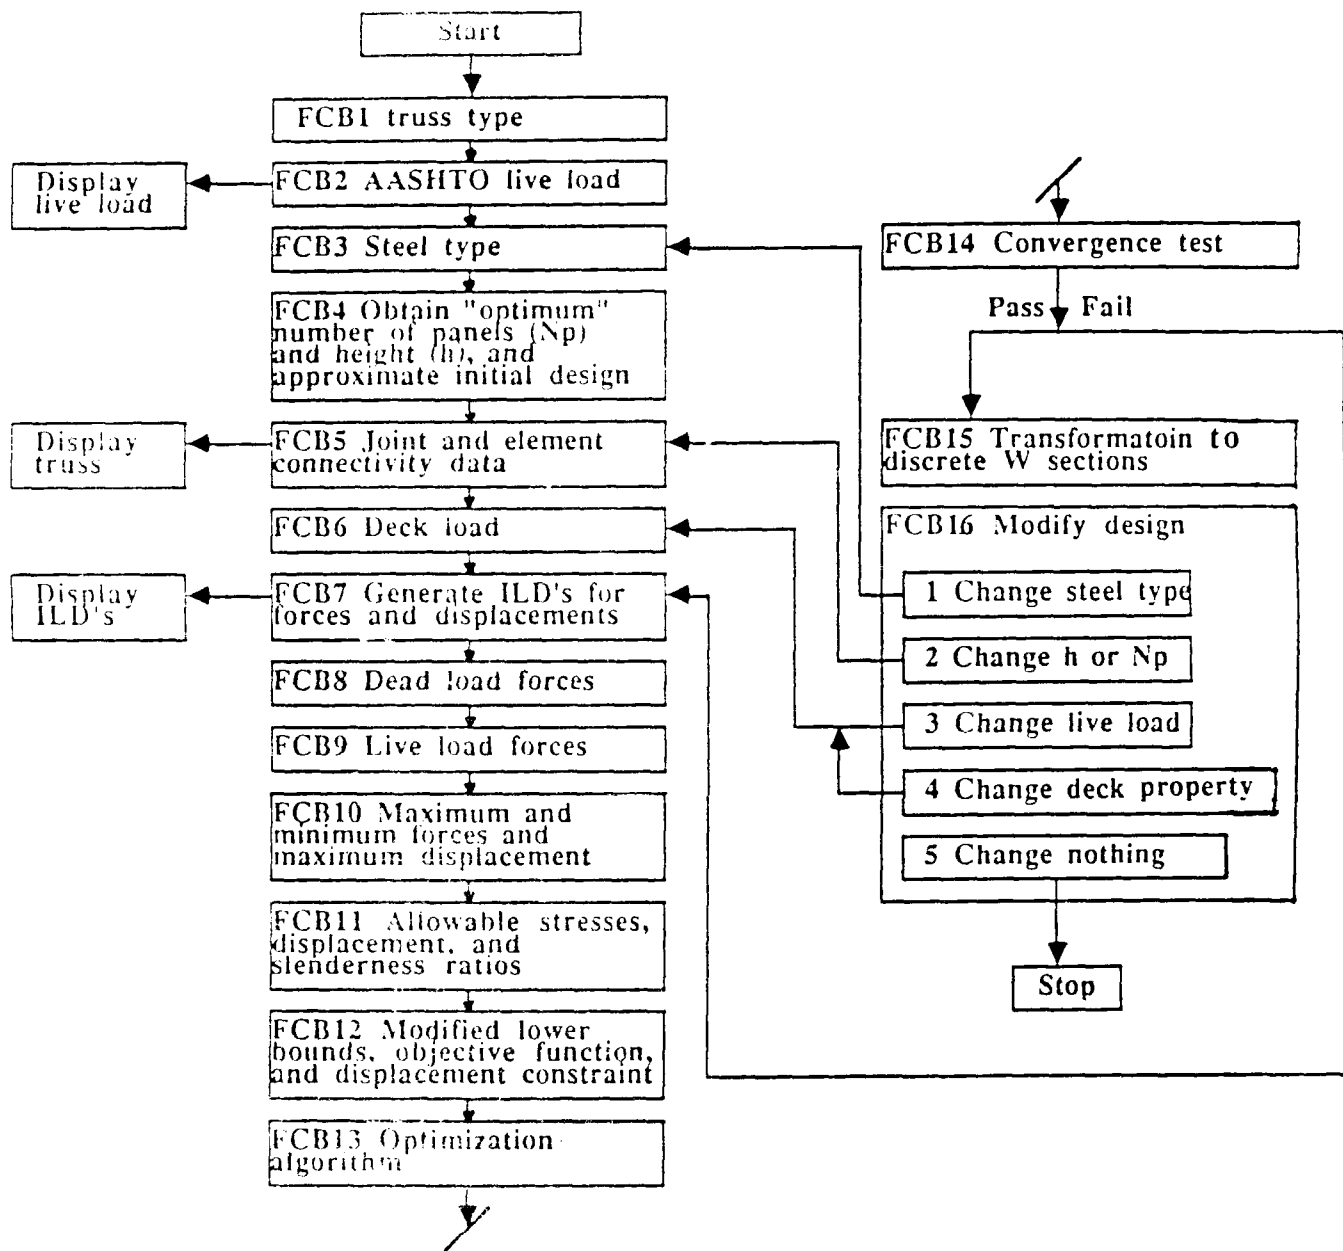 Start
FCB1 truss type
Display
live load
FCB2 AASHTO live load
FCB3 Steel type
FCB4 Obtain "optimum"
number of panels (Np)
and height (h), and
approximate initial design
Display
truss
FCB5 Joint and element
connectivity data
FCB6 Deck load
Display
ILD's
FCB7 Generate ILD's for
forces and displacements
FCB8 Dead load forces
FCB9 Live load forces
FCB10 Maximum and
minimum forces and
maximum displacement
FCB11 Allowable stresses,
displacement, and
slenderness ratios
FCB12 Modified lower
bounds, objective function,
and displacement constraint
FCB13 Optimization
algorithm
FCB14 Convergence test
Pass Fail
FCB15 Transformatoin to
discrete W sections
FCB16 Modify design
1 Change steel type
2 Change h or Np
3 Change live load
4 Change deck property
5 Change nothing
Stop